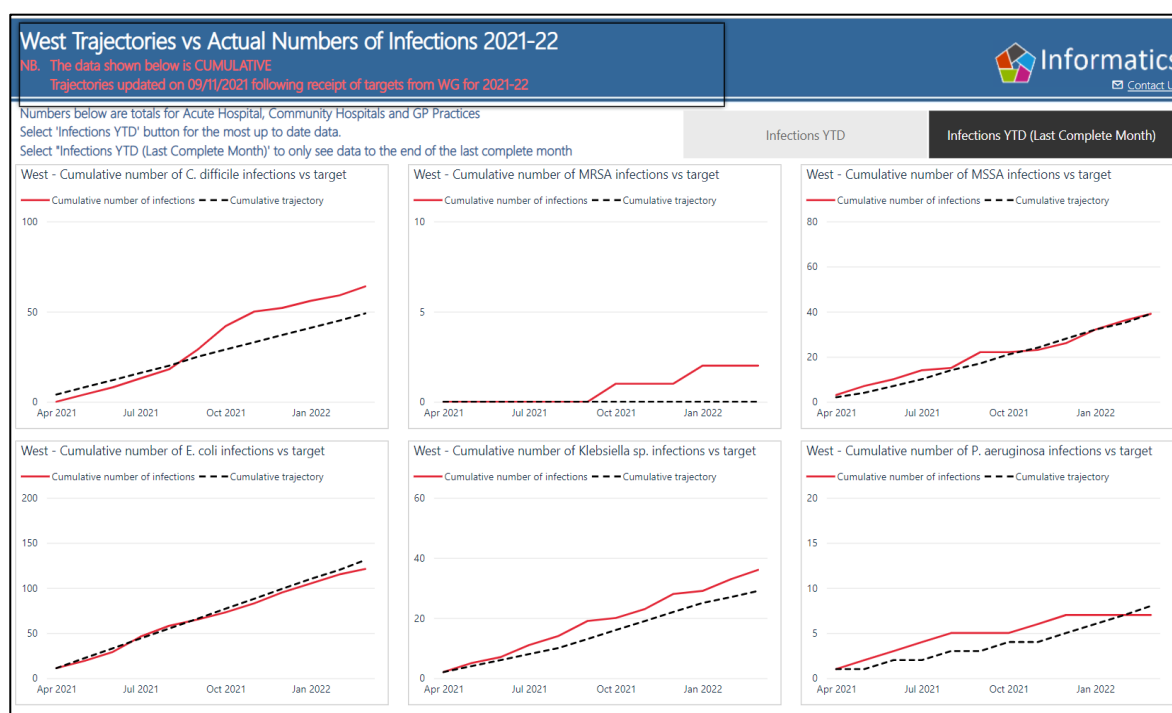 West Trajectories vs Actual Numbers of Infections 2021-22
NB. The data shown below is CUMULATIVE
Trajectories updated on 09/11/2021 following receipt of targets from WG for 2021-22
Informatics
Contact U
Numbers below are totals for Acute Hospital, Community Hospitals and GP Practices
Select 'Infections YTD' button for the most up to date data.
Select "Infections YTD (Last Complete Month)' to only see data to the end of the last complete month
Infections YTD
Infections YTD (Last Complete Month)
West - Cumulative number of C. difficile infections vs target
Cumulative number of infections
Cumulative trajectory
100
50
0
Apr 2021
Jul 2021
Oct 2021
Jan 2022
West - Cumulative number of MRSA infections vs target
Cumulative number of infections
Cumulative trajectory
10
5
0
Apr 2021
Jul 2021
Oct 2021
Jan 2022
West - Cumulative number of MSSA infections vs target
Cumulative number of infections
Cumulative trajectory
80
60
40
20
0
Apr 2021
Jul 2021
Oct 2021
Jan 2022
West - Cumulative number of E. coli infections vs target
Cumulative number of infections
Cumulative trajectory
200
150
100
50
0
Apr 2021
Jul 2021
Oct 2021
Jan 2022
West - Cumulative number of Klebsiella sp. infections vs target
Cumulative number of infections
Cumulative trajectory
60
40
20
0
Apr 2021
Jul 2021
Oct 2021
Jan 2022
West - Cumulative number of P. aeruginosa infections vs target
Cumulative number of infections
Cumulative trajectory
20
15
10
5
0
Apr 2021
Jul 2021
Oct 2021
Jan 2022